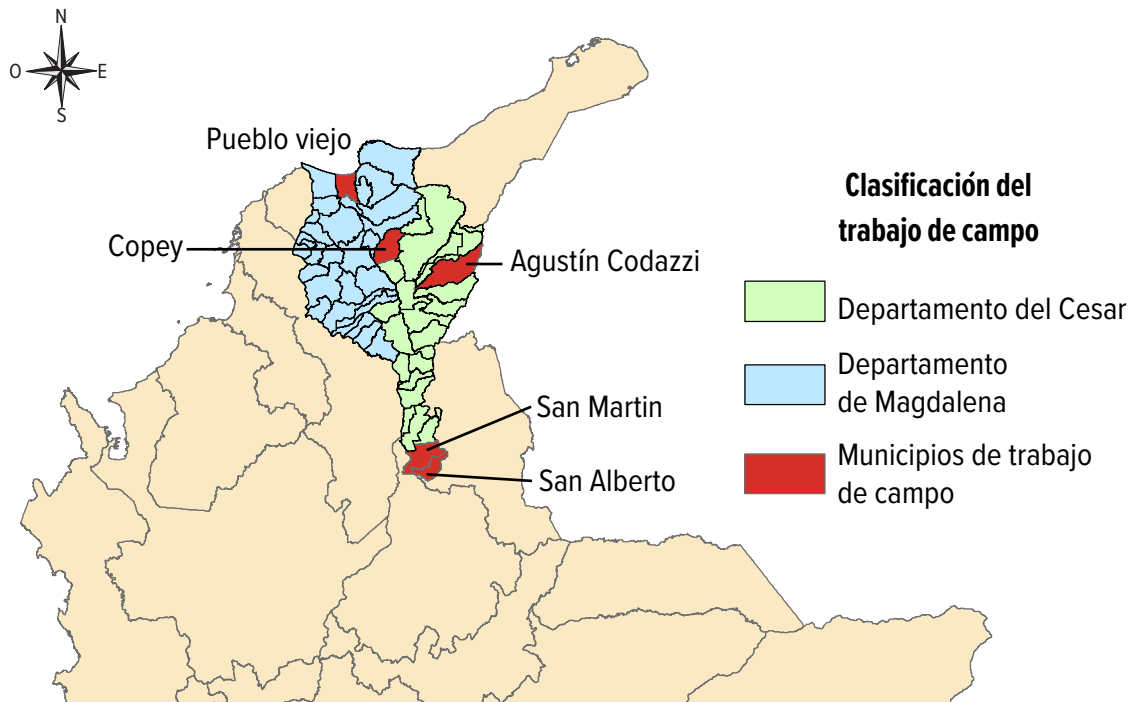 N
O
E
S
Pueblo viejo
Copey
Agustín Codazzi
San Martin
San Alberto
Clasificación del
trabajo de campo
Departamento del Cesar
Departamento
de Magdalena
Municipios de trabajo
de campo